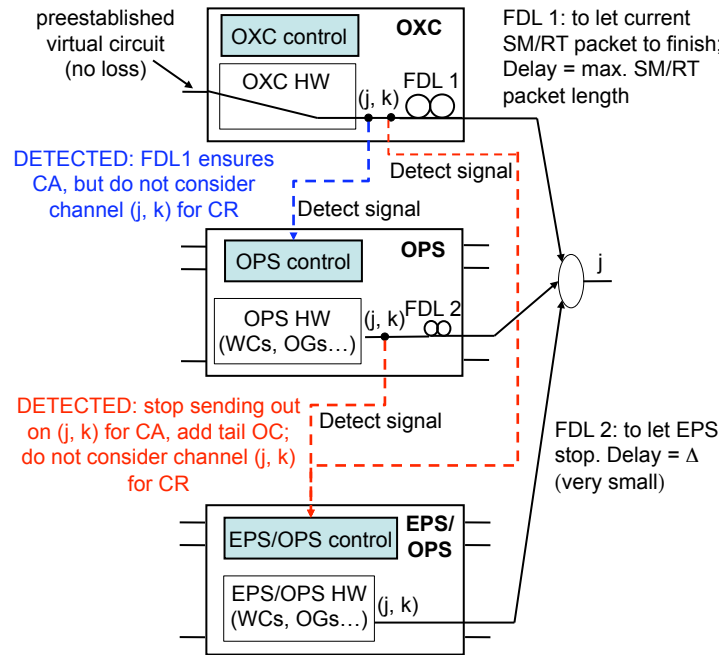 preestablished
virtual circuit
(no loss)
OXC control
OXC
OXC HW
(j, k)
FDL 1
FDL 1: to let current
SM/RT packet to finish;
Delay = max. SM/RT
packet length
DETECTED: FDL1 ensures
CA, but do not consider
channel (j, k) for CR
Detect signal
Detect signal
OPS control
OPS
OPS HW
(WCs, OGs…)
(j, k)
FDL 2
j
DETECTED: stop sending out
on (j, k) for CA, add tail OC;
do not consider channel (j, k)
for CR
Detect signal
FDL 2: to let EPS
stop. Delay = Δ
(very small)
EPS/OPS control
EPS/
OPS
EPS/OPS HW
(WCs, OGs…)
(j, k)